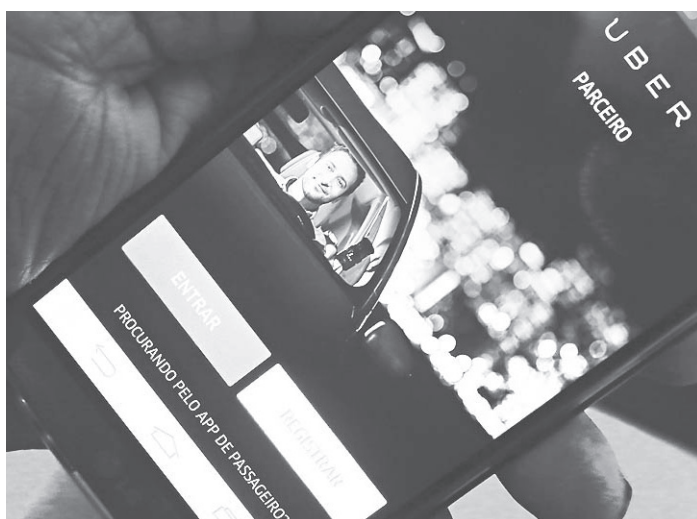 UBER
PARCEIRO
ENTRAR
REGISTRAR
PROCURANDO PELO APP DE PASSAGEIRO?